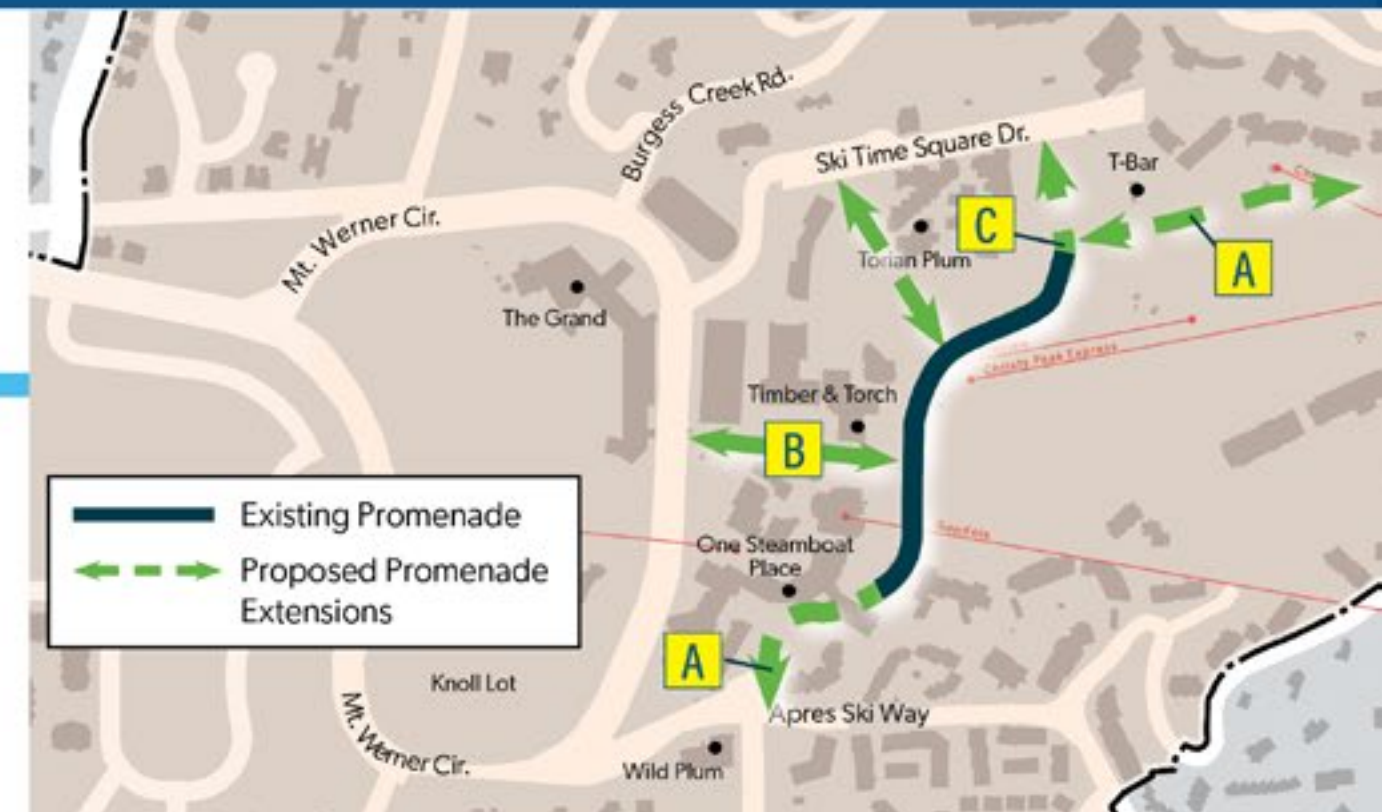 Burgess Creek Rd.
Ski Time Square Dr.
T-Bar
Mt. Werner Cir.
C
Torian Plum
A
The Grand
Christy Peak Express
Timber & Torch
B
Existing Promenade
Proposed Promenade
Extensions
One Steamboat
Place
A
Knoll Lot
Apres Ski Way
Mt. Werner Cir.
Wild Plum